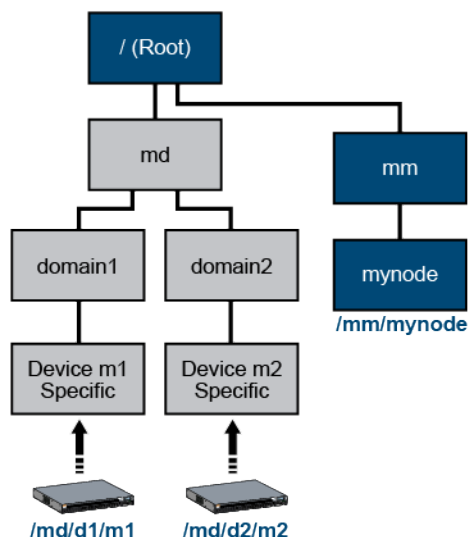 / (Root)
md
mm
domain1
domain2
mynode
/mm/mynode
Device m1
Specific
Device m2
Specific
/md/d1/m1
/md/d2/m2